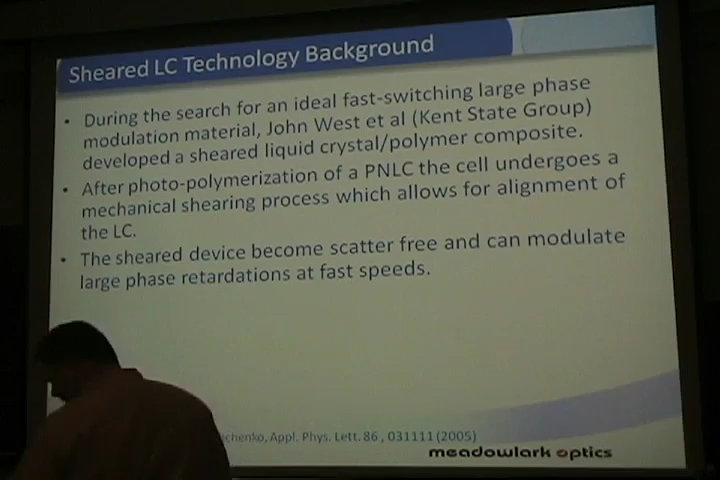 Sheared LC Technology Background
• During the search for an ideal fast-switching large phase
modulation material, John West et al (Kent State Group)
developed a sheared liquid crystal/polymer composite.
• After photo-polymerization of a PNLC the cell undergoes a
mechanical shearing process which allows for alignment of
the LC.
• The sheared device become scatter free and can modulate
large phase retardations at fast speeds.
chenko, Appl. Phys. Lett. 86 , 031111 (2005)
meadowlark optics